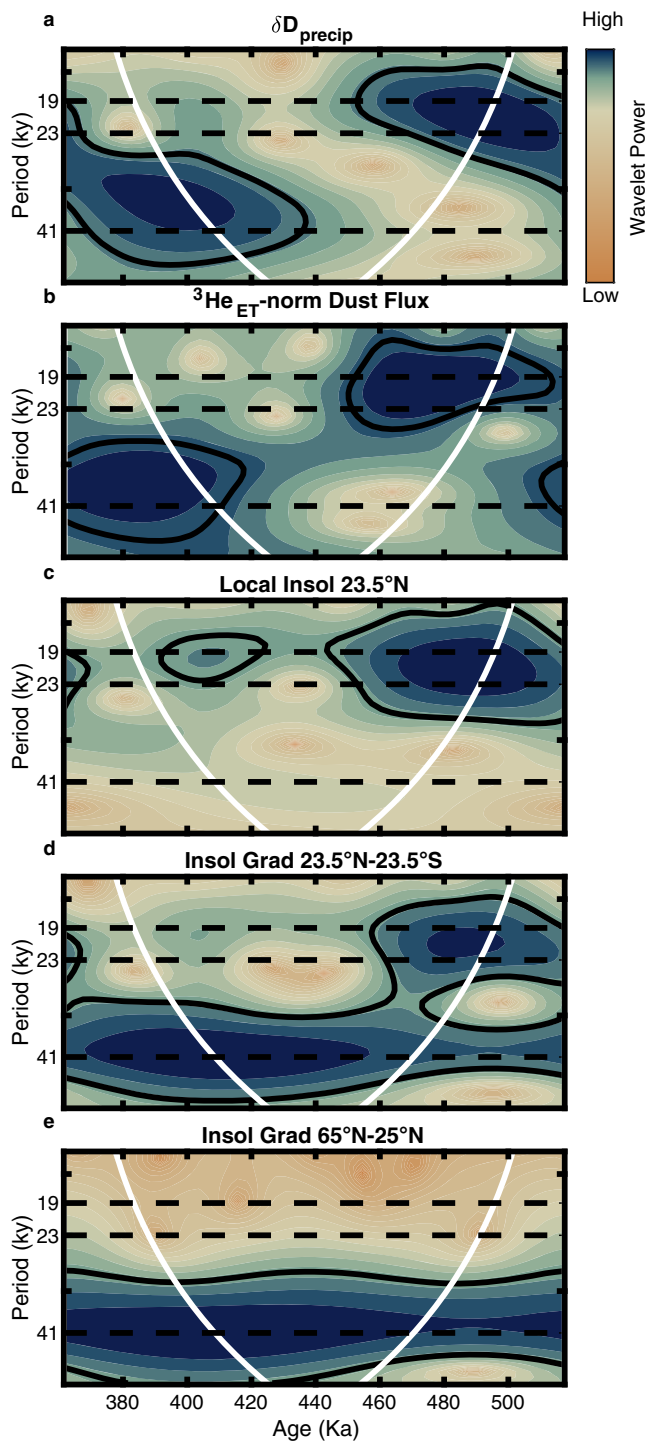 a
δD_precip
High
Wavelet Power
Low
Period (ky)
19
23
41
b
³He_ET-norm Dust Flux
Period (ky)
19
23
41
c
Local Insol 23.5°N
Period (ky)
19
23
41
d
Insol Grad 23.5°N-23.5°S
Period (ky)
19
23
41
e
Insol Grad 65°N-25°N
Period (ky)
19
23
41
380 400 420 440 460 480 500
Age (Ka)